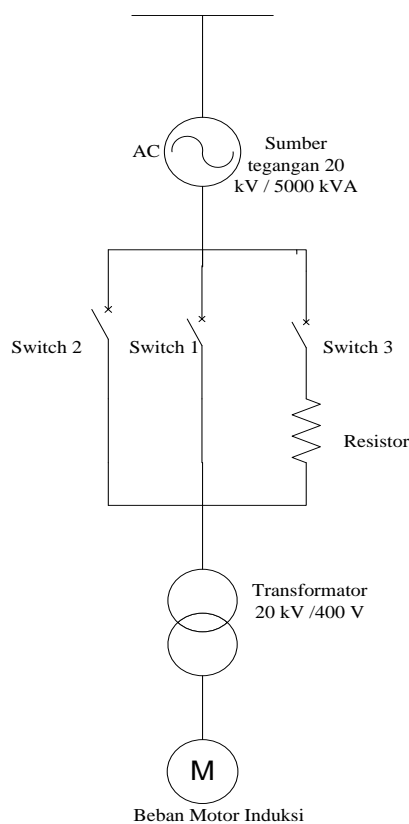 AC
Sumber
tegangan 20
kV / 5000 kVA
Switch 2
Switch 1
Switch 3
Resistor
Transformator
20 kV /400 V
M
Beban Motor Induksi